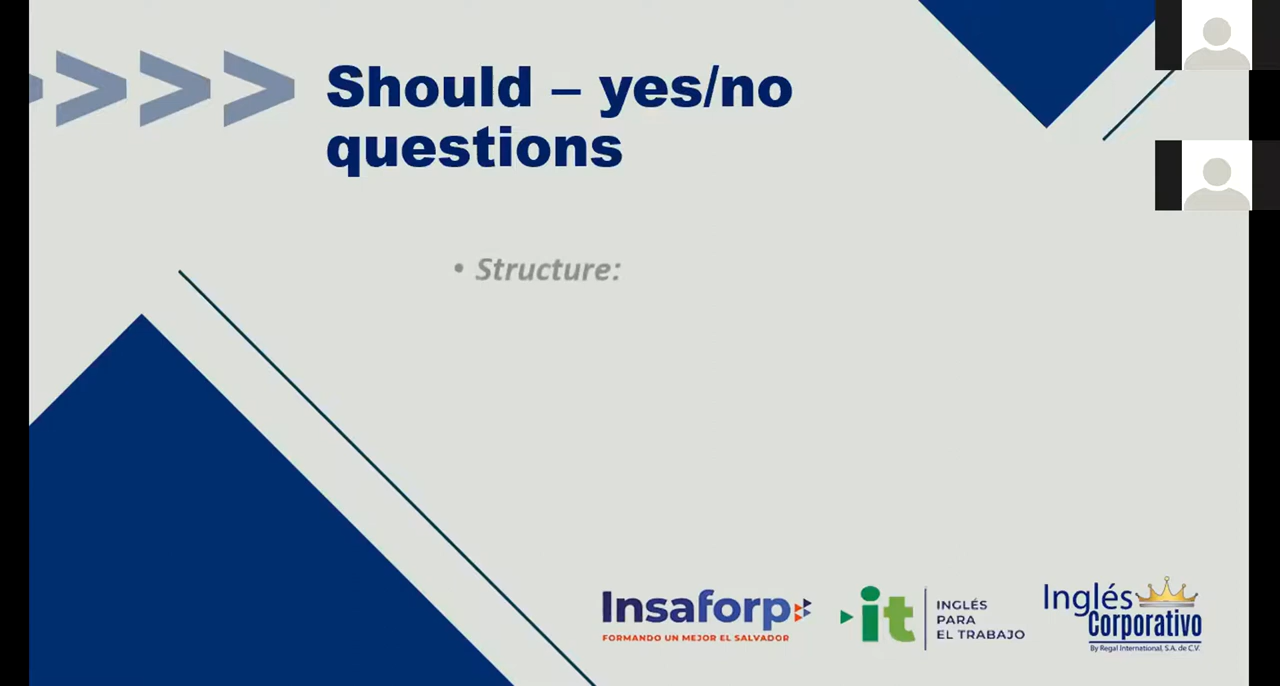 Should – yes/no
questions
• Structure:
Insaforp
FORMANDO UN MEJOR EL SALVADOR
it
INGLÉS
PARA
EL TRABAJO
Inglés
Corporativo
By Regal International, S.A. de C.V.